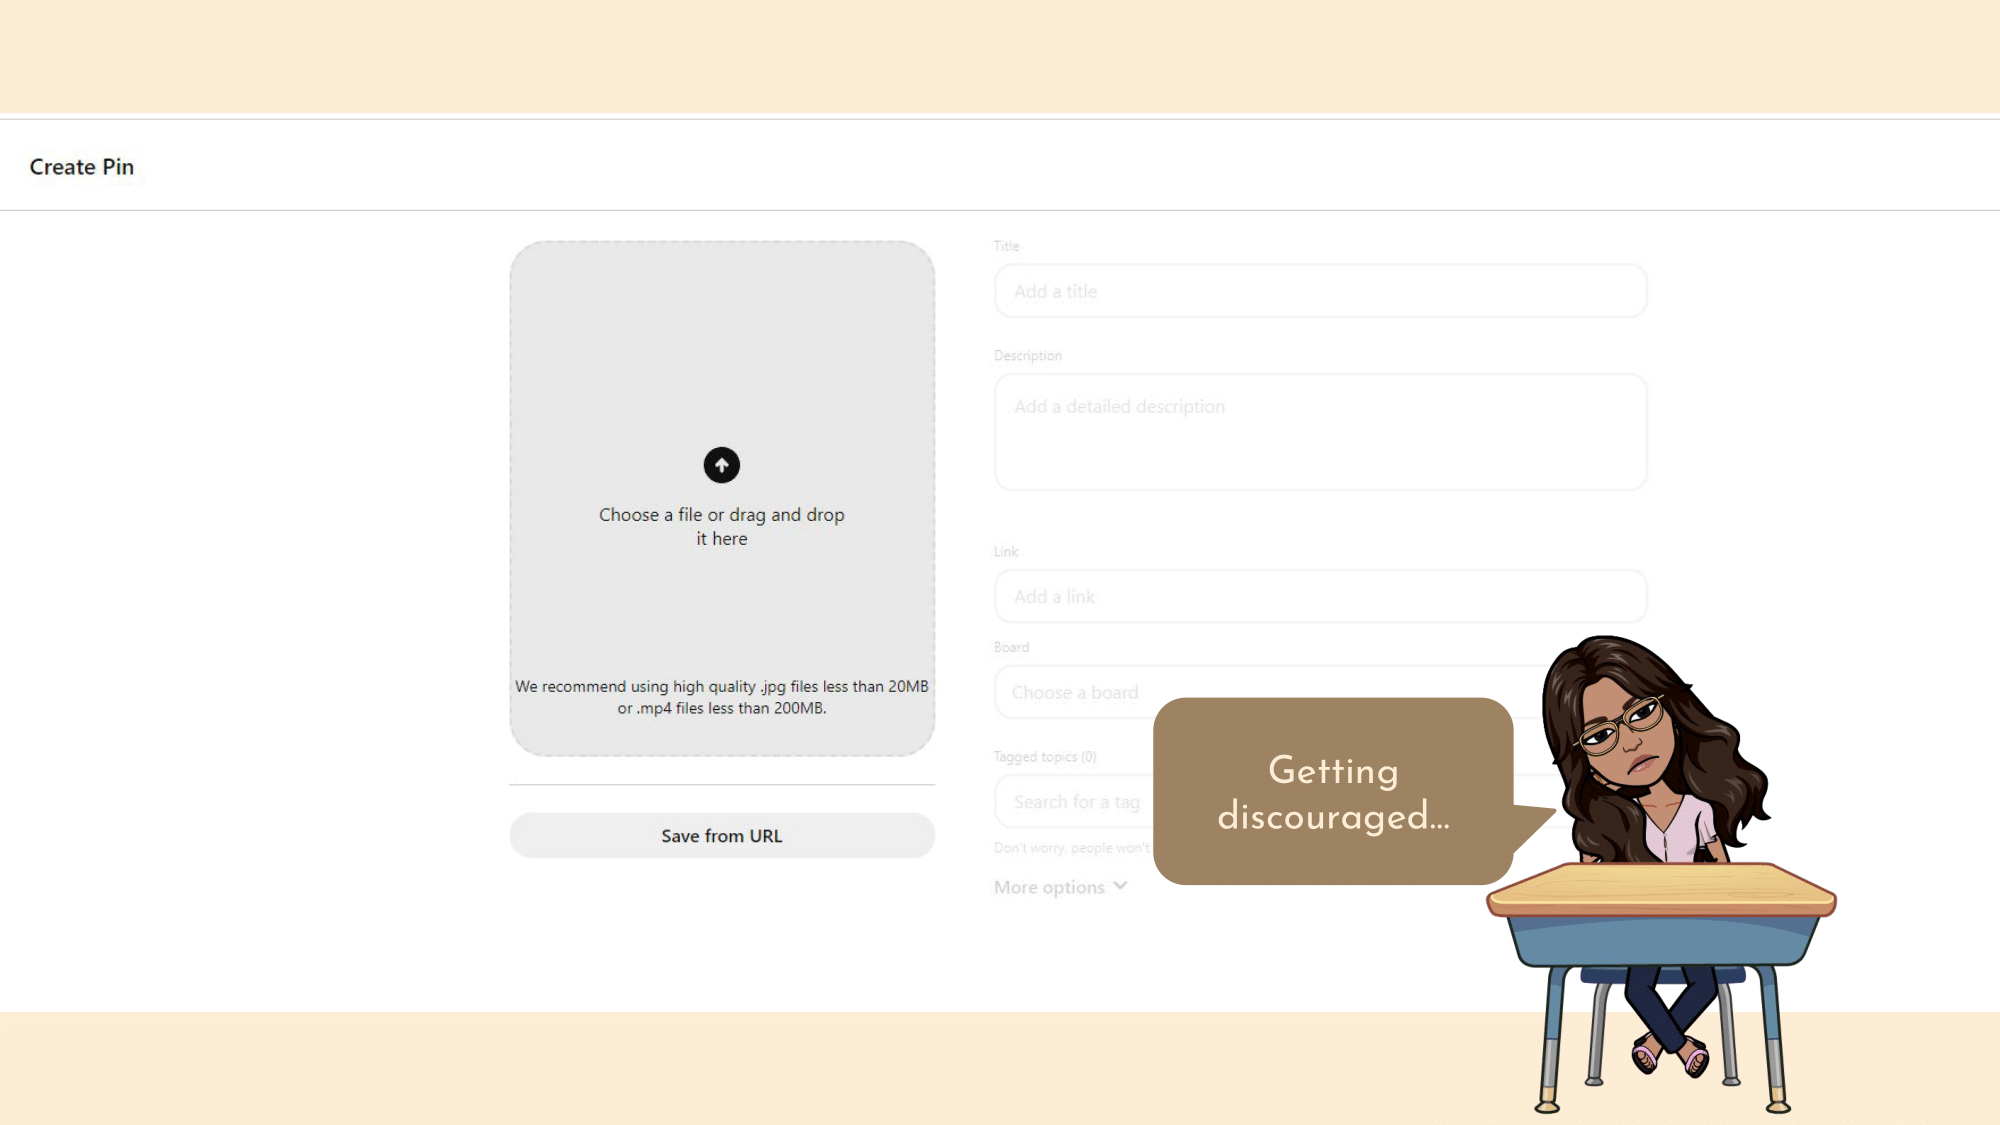 Create Pin
Choose a file or drag and drop
it here
We recommend using high quality .jpg files less than 20MB
or .mp4 files less than 200MB.
Save from URL
Title
Add a title
Description
Add a detailed description
Link
Add a link
Board
Choose a board
Tagged topics (0)
Search for a tag
Don't worry, people won't
More options
Getting
discouraged...